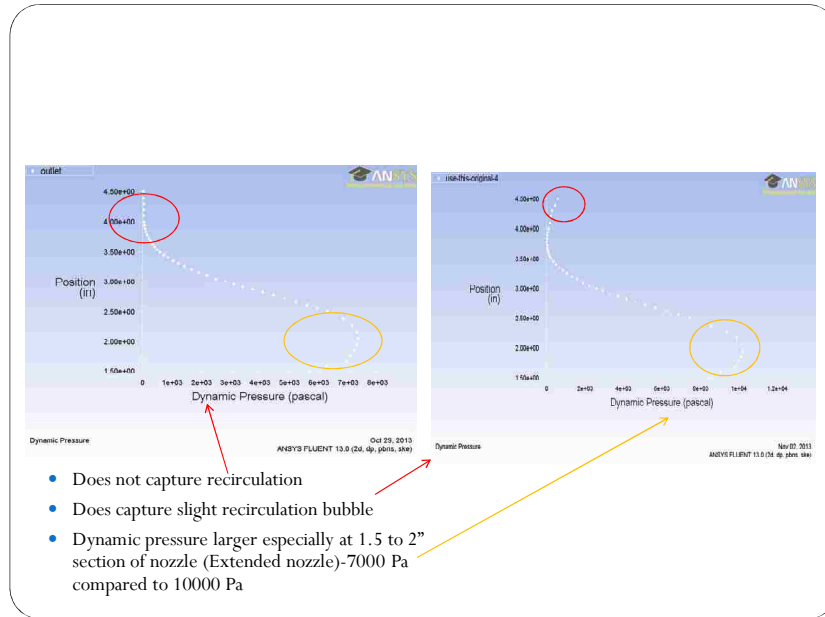 outlet
ANSYS
4.50e+00
4.00e+00
3.50e+00
Position
(in)
3.00e+00
2.50e+00
2.00e+00
1.50e+00
0
1e+03
2e+03
3e+03
4e+03
5e+03
6e+03
7e+03
8e+03
Dynamic Pressure (pascal)
Dynamic Pressure
Oct 29, 2013
ANSYS FLUENT 13.0 (2d, dp, pbns, ske)
use-this-original-4
ANSYS
4.50e+00
4.00e+00
3.50e+00
Position
(in)
3.00e+00
2.50e+00
2.00e+00
1.50e+00
0
2e+03
4e+03
6e+03
8e+03
1e+04
1.2e+04
Dynamic Pressure (pascal)
Dynamic Pressure
Nov 02, 2013
ANSYS FLUENT 13.0 (2d, dp, pbns, ske)
• Does not capture recirculation
• Does capture slight recirculation bubble
• Dynamic pressure larger especially at 1.5 to 2”
section of nozzle (Extended nozzle)-7000 Pa
compared to 10000 Pa